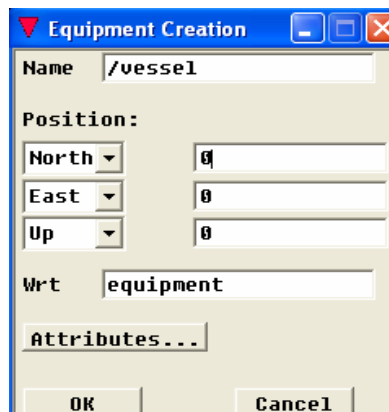 Equipment Creation
Name /vessel
Position:
North 0
East 0
Up 0
Wrt equipment
Attributes...
OK Cancel